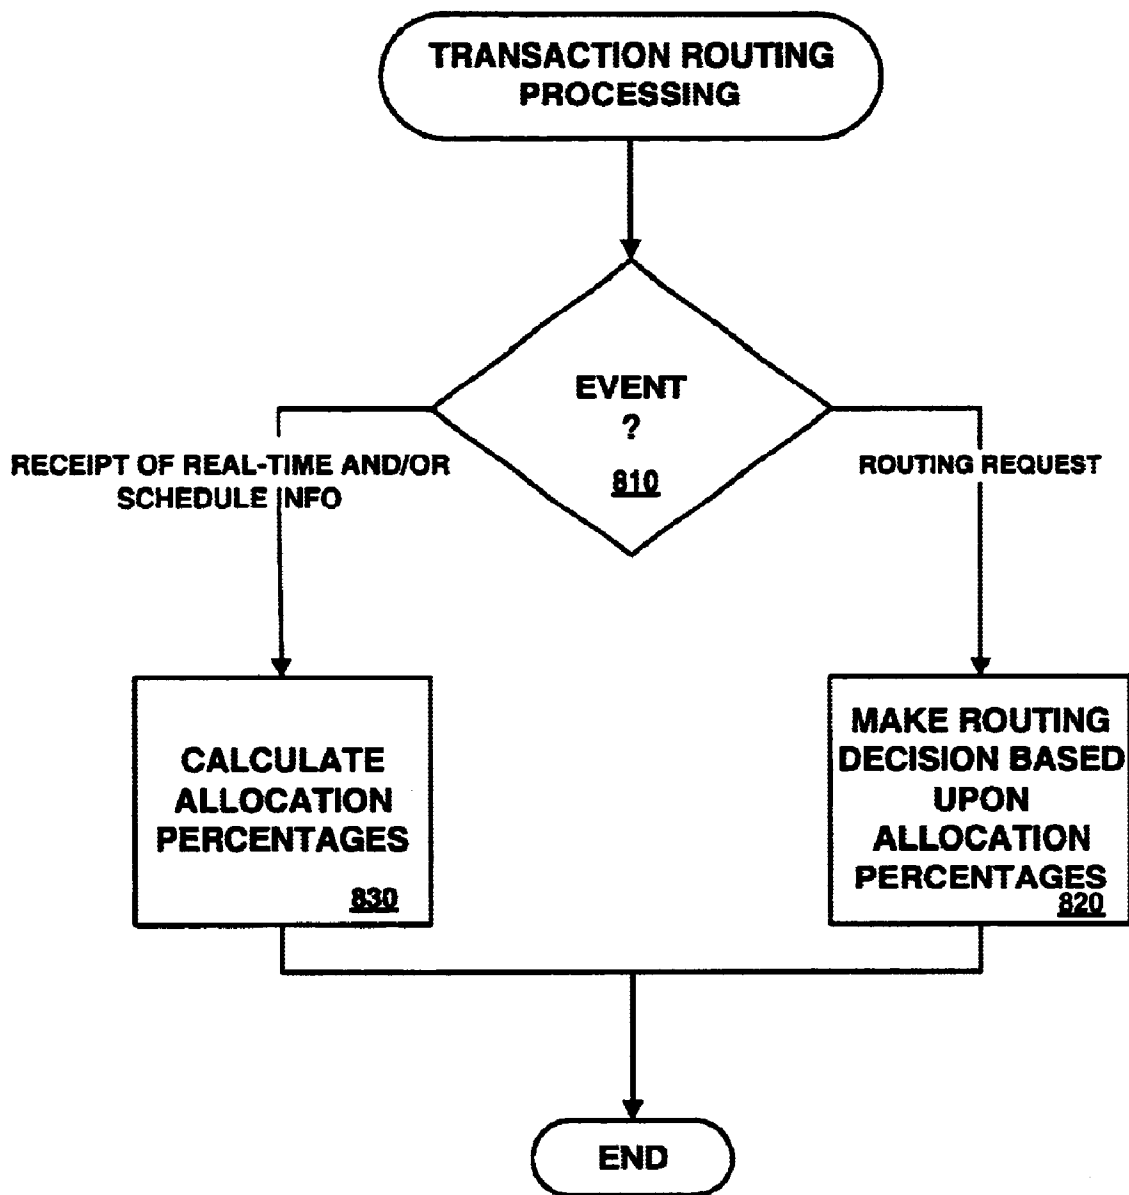 TRANSACTION ROUTING
PROCESSING
EVENT
?
810
RECEIPT OF REAL-TIME AND/OR
SCHEDULE INFO
ROUTING REQUEST
CALCULATE
ALLOCATION
PERCENTAGES
830
MAKE ROUTING
DECISION BASED
UPON
ALLOCATION
PERCENTAGES
820
END